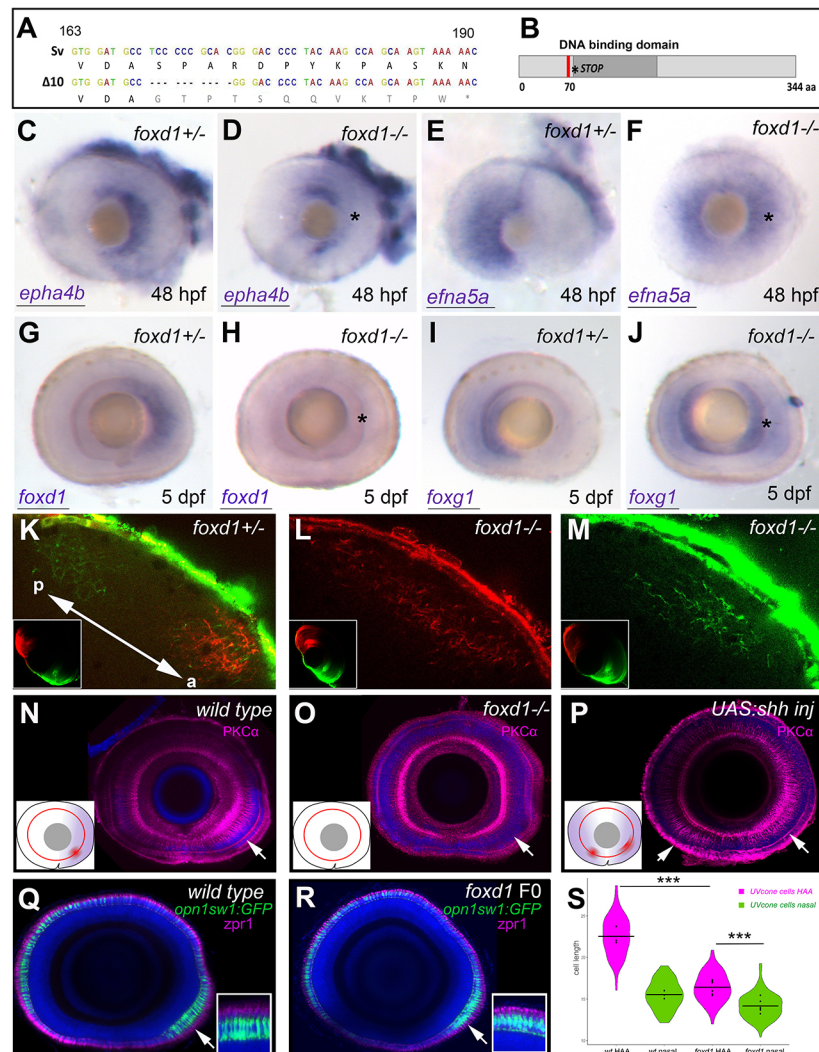 A
163
190
Sv GTG GAT GCC TCC CCC GCA CGG GAC CCC TAC AAG CCA GCA AGT AAA AAC
V D A S P A R D P Y K P A S K N
Δ10 GTG GAT GCC - --- --- ---GG GAC CCC TAC AAG CCA GCA AGT AAA AAC
V D A G T P T S Q Q V K T P W *
B
DNA binding domain
* STOP
0 70 344 aa
C foxd1+/-
epha4b 48 hpf
D foxd1-/-
*
epha4b 48 hpf
E foxd1+/-
efna5a 48 hpf
F foxd1-/-
*
efna5a 48 hpf
G foxd1+/-
foxd1 5 dpf
H foxd1-/-
*
foxd1 5 dpf
I foxd1+/-
foxg1 5 dpf
J foxd1-/-
*
foxg1 5 dpf
K foxd1+/-
p
a
L foxd1-/-
M foxd1-/-
N wild type
PKCα
O foxd1-/-
PKCα
P UAS:shh inj
PKCα
Q wild type
opn1sw1:GFP
zpr1
R foxd1 F0
opn1sw1:GFP
zpr1
S
UVcone cells HAA
UVcone cells nasal
***
***
cell length
25
20
15
10
wt HAA wt nasal foxd1 HAA foxd1 nasal